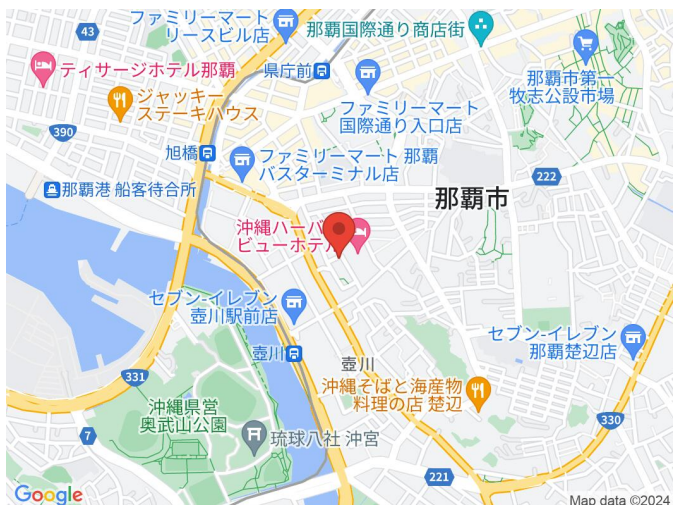 ファミリーマート
リースビル店
那覇国際通り商店街
43
県庁前
ティサージホテル那覇
那覇市第一
牧志公設市場
ジャッキー
ステーキハウス
ファミリーマート
国際通り入口店
390
旭橋
ファミリーマート 那覇
バスターミナル店
222
那覇港 船客待合所
那覇市
沖縄ハーバー
ビューホテル
セブン-イレブン
壺川駅前店
セブン-イレブン
那覇楚辺店
壺川
壺川
331
沖縄そばと海産物
料理の店 楚辺
沖縄県営
奥武山公園
330
7
琉球八社 沖宮
221
Google
Map data ©2024